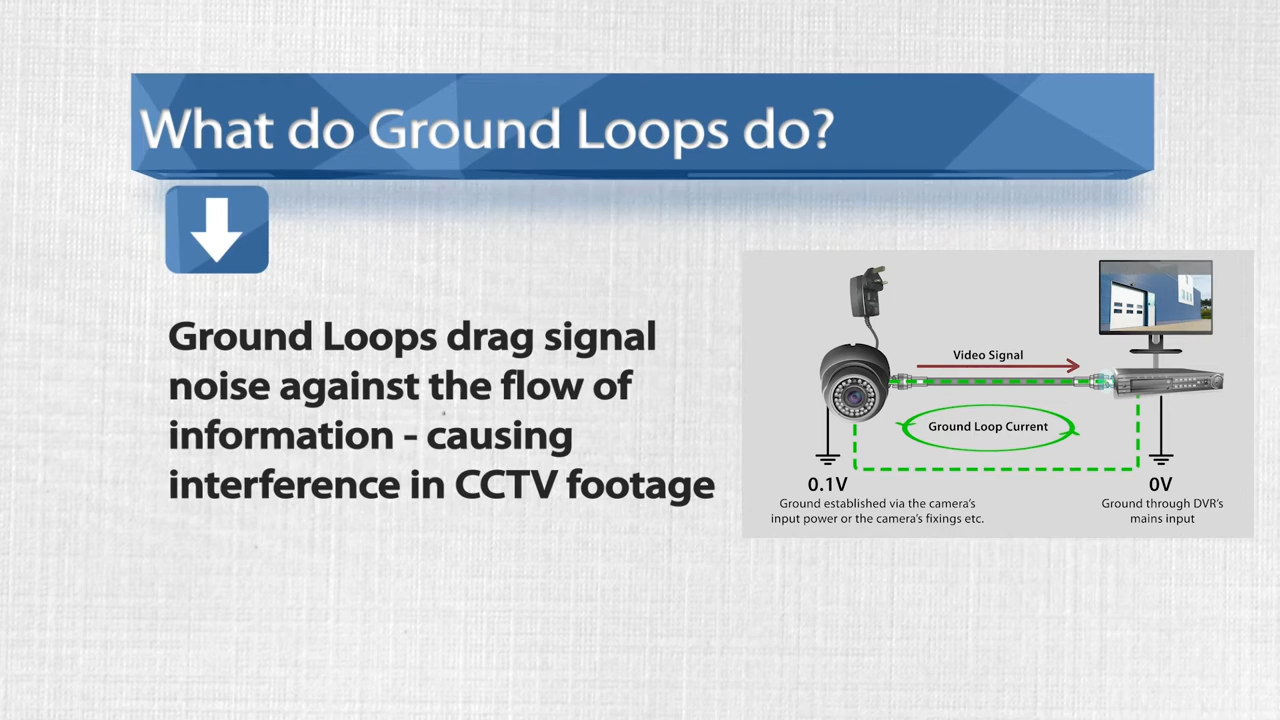 What do Ground Loops do?
Ground Loops drag signal
noise against the flow of
information - causing
interference in CCTV footage
Video Signal
Ground Loop Current
0.1V
Ground established via the camera's
input power or the camera's fixings etc.
0V
Ground through DVR's
mains input